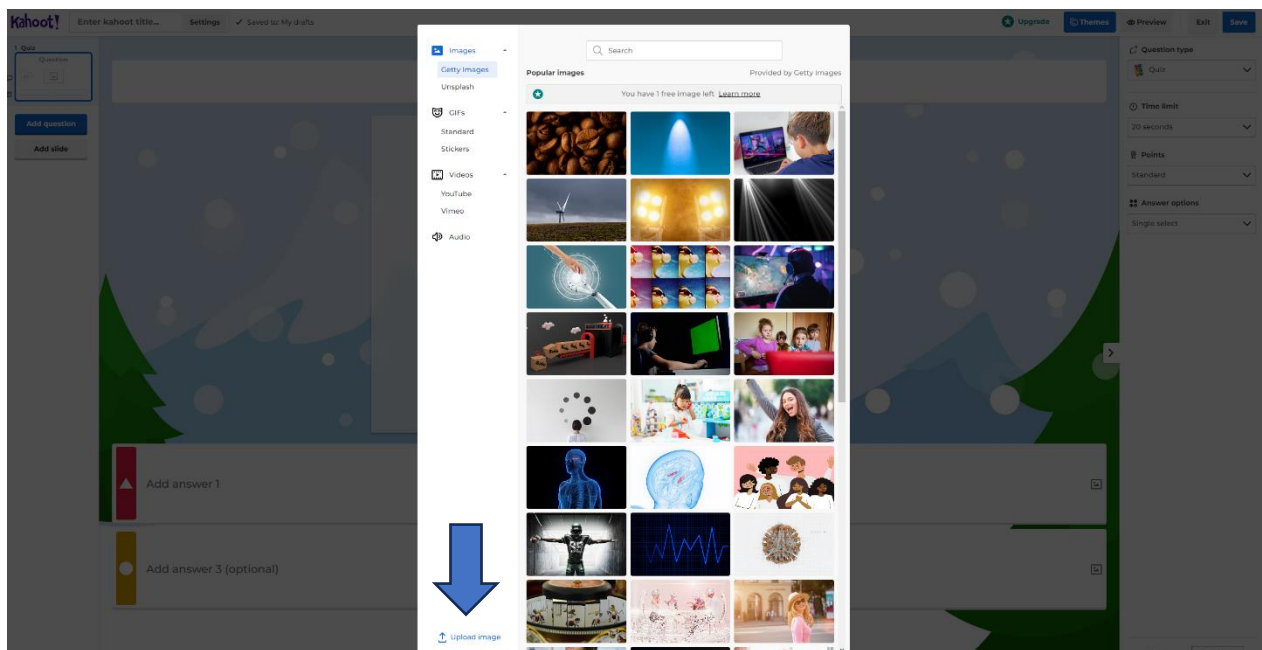 Kahoot!
Enter kahoot title...
Settings
✓ Saved to: My drafts
Upgrade
Themes
Preview
Exit
Save
1 Quiz
Question
Add question
Add slide
Images
Getty Images
Unsplash
GIFs
Standard
Stickers
Videos
YouTube
Vimeo
Audio
Upload image
Search
Popular images
Provided by Getty Images
You have 1 free image left Learn more
Add answer 1
Add answer 3 (optional)
Question type
Quiz
Time limit
20 seconds
Points
Standard
Answer options
Single select